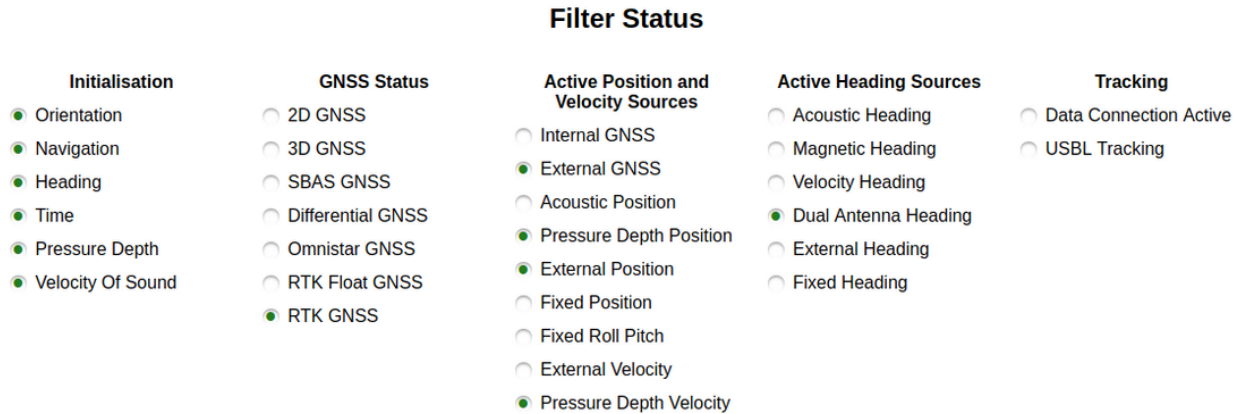 Filter Status
Initialisation
Orientation
Navigation
Heading
Time
Pressure Depth
Velocity Of Sound
GNSS Status
2D GNSS
3D GNSS
SBAS GNSS
Differential GNSS
Omnistar GNSS
RTK Float GNSS
RTK GNSS
Active Position and
Velocity Sources
Internal GNSS
External GNSS
Acoustic Position
Pressure Depth Position
External Position
Fixed Position
Fixed Roll Pitch
External Velocity
Pressure Depth Velocity
Active Heading Sources
Acoustic Heading
Magnetic Heading
Velocity Heading
Dual Antenna Heading
External Heading
Fixed Heading
Tracking
Data Connection Active
USBL Tracking